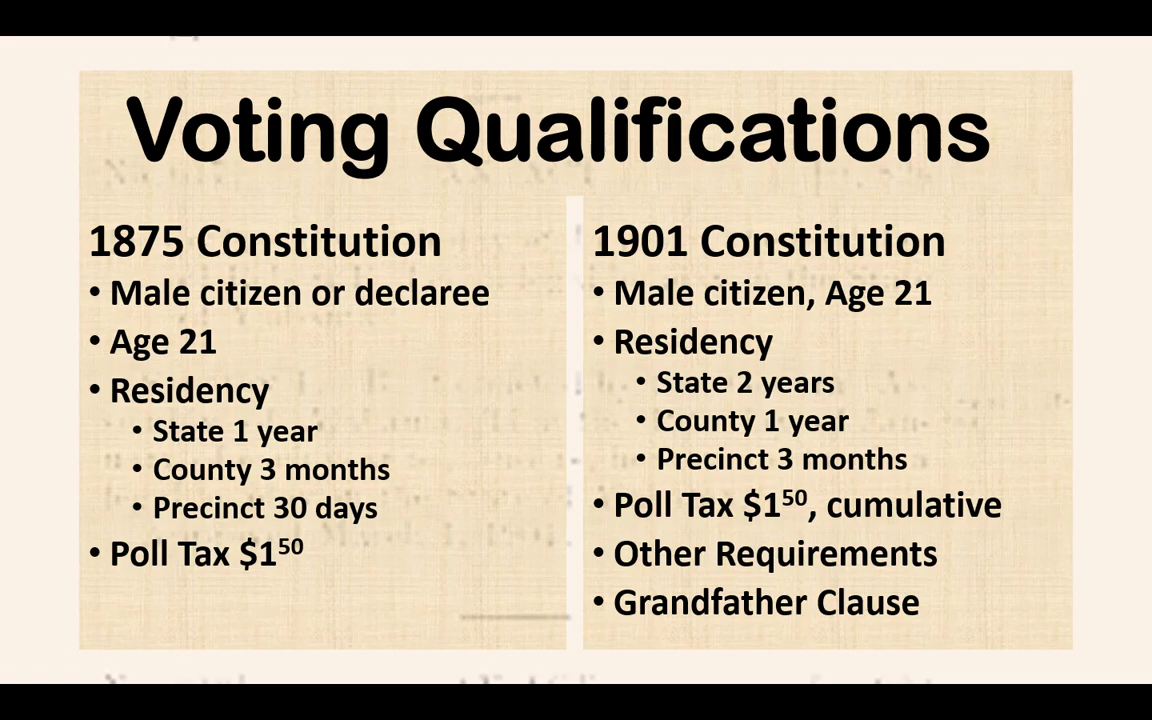 Voting Qualifications
1875 Constitution
• Male citizen or declaree
• Age 21
• Residency
• State 1 year
• County 3 months
• Precinct 30 days
• Poll Tax $1⁵⁰
1901 Constitution
• Male citizen, Age 21
• Residency
• State 2 years
• County 1 year
• Precinct 3 months
• Poll Tax $1⁵⁰, cumulative
• Other Requirements
• Grandfather Clause